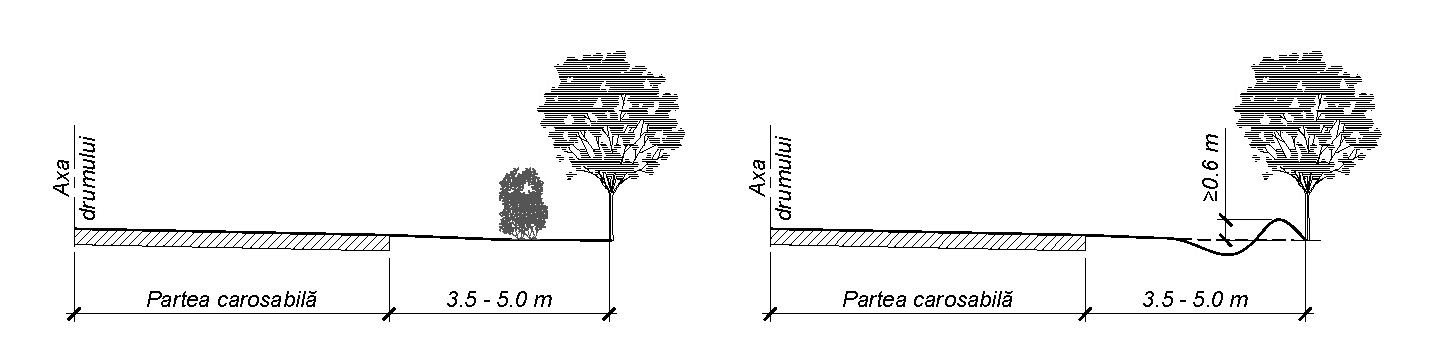 Axa
drumului
Partea carosabilă
3.5 - 5.0 m
Axa
drumului
≥0.6 m
Partea carosabilă
3.5 - 5.0 m